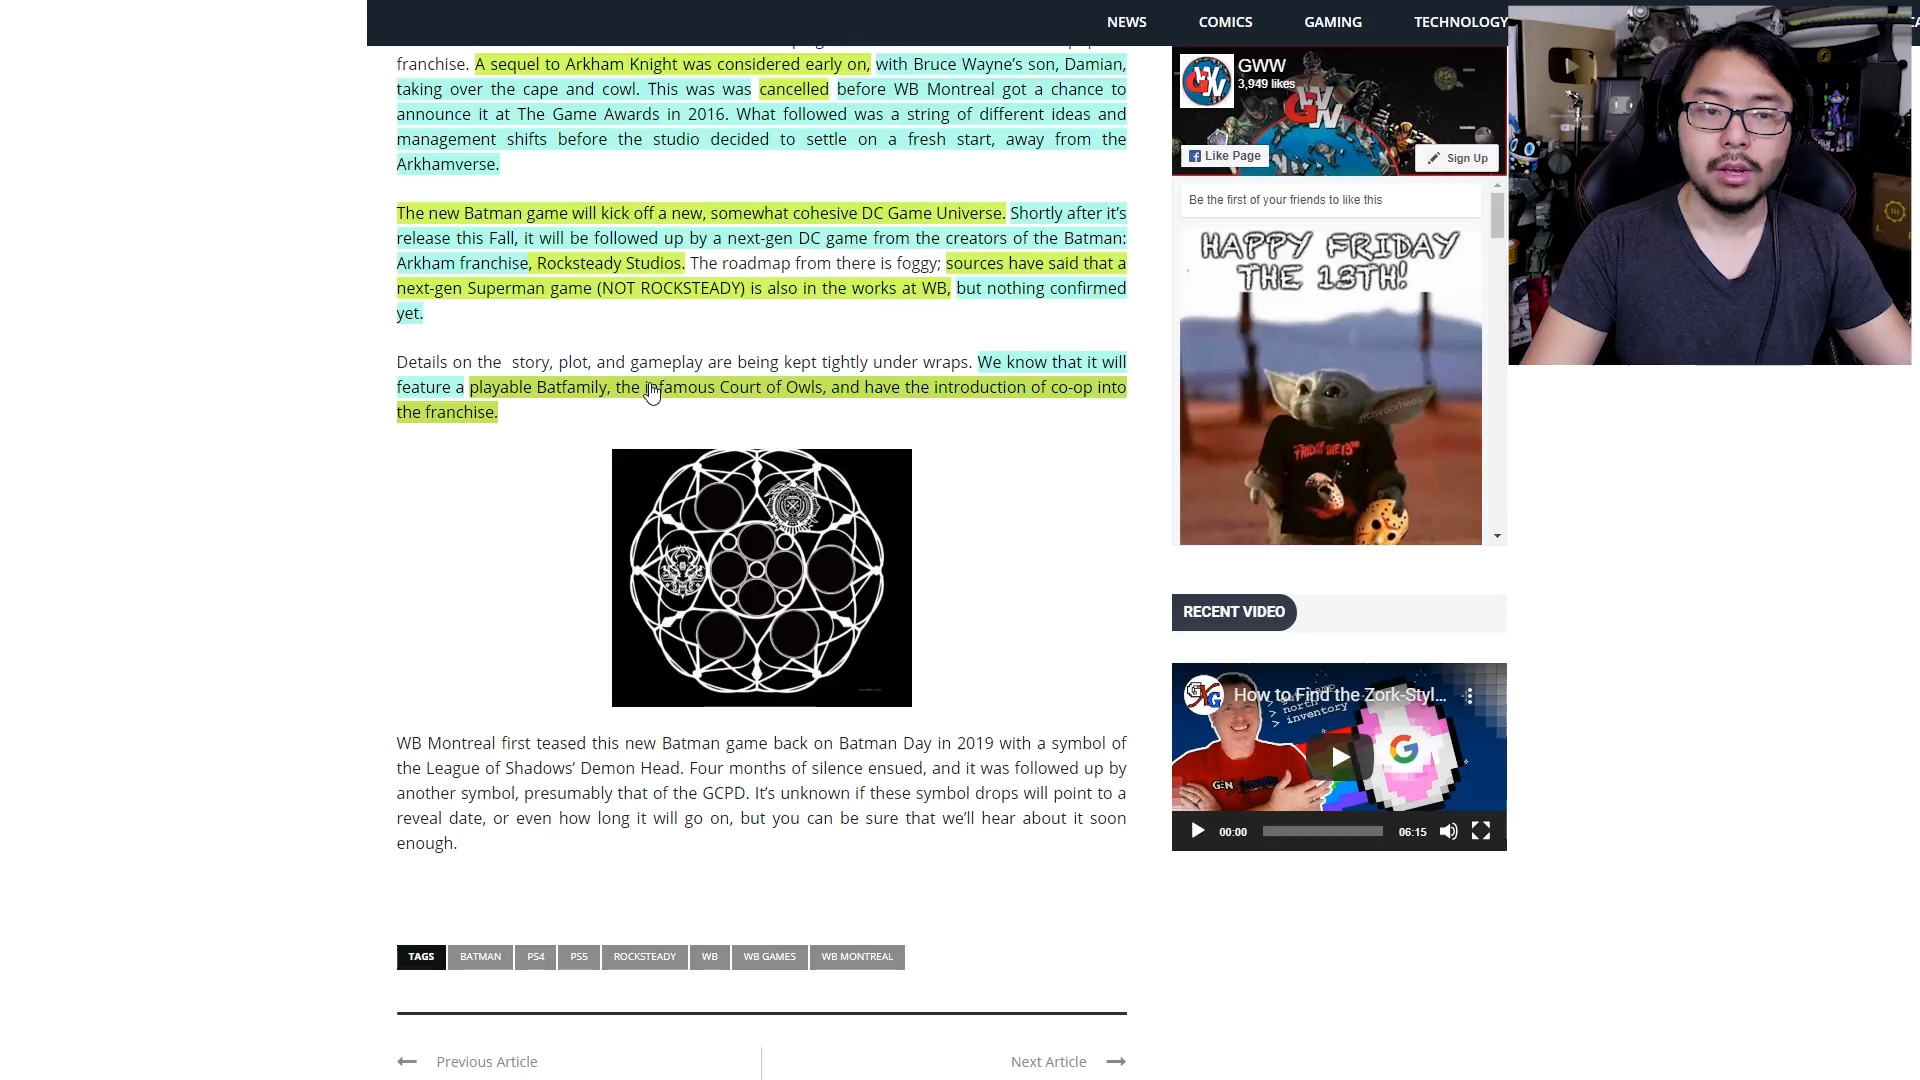 NEWS COMICS GAMING TECHNOLOGY
franchise. A sequel to Arkham Knight was considered early on, with Bruce Wayne's son, Damian,
taking over the cape and cowl. This was was cancelled before WB Montreal got a chance to
announce it at The Game Awards in 2016. What followed was a string of different ideas and
management shifts before the studio decided to settle on a fresh start, away from the
Arkhamverse.
The new Batman game will kick off a new, somewhat cohesive DC Game Universe. Shortly after it's
release this Fall, it will be followed up by a next-gen DC game from the creators of the Batman:
Arkham franchise, Rocksteady Studios. The roadmap from there is foggy; sources have said that a
next-gen Superman game (NOT ROCKSTEADY) is also in the works at WB, but nothing confirmed
yet.
Details on the story, plot, and gameplay are being kept tightly under wraps. We know that it will
feature a playable Batfamily, the infamous Court of Owls, and have the introduction of co-op into
the franchise.
WB Montreal first teased this new Batman game back on Batman Day in 2019 with a symbol of
the League of Shadows' Demon Head. Four months of silence ensued, and it was followed up by
another symbol, presumably that of the GCPD. It's unknown if these symbol drops will point to a
reveal date, or even how long it will go on, but you can be sure that we'll hear about it soon
enough.
TAGS BATMAN PS4 PS5 ROCKSTEADY WB WB GAMES WB MONTREAL
Previous Article
Next Article
GWW
3,949 likes
GWW
Like Page
Sign Up
Be the first of your friends to like this
HAPPY FRIDAY
THE 13TH!
richvoorhees
FRIDAY THE 13TH
RECENT VIDEO
How to Find the Zork-Styl...
> north
> inventory
GEN
00:00 06:15